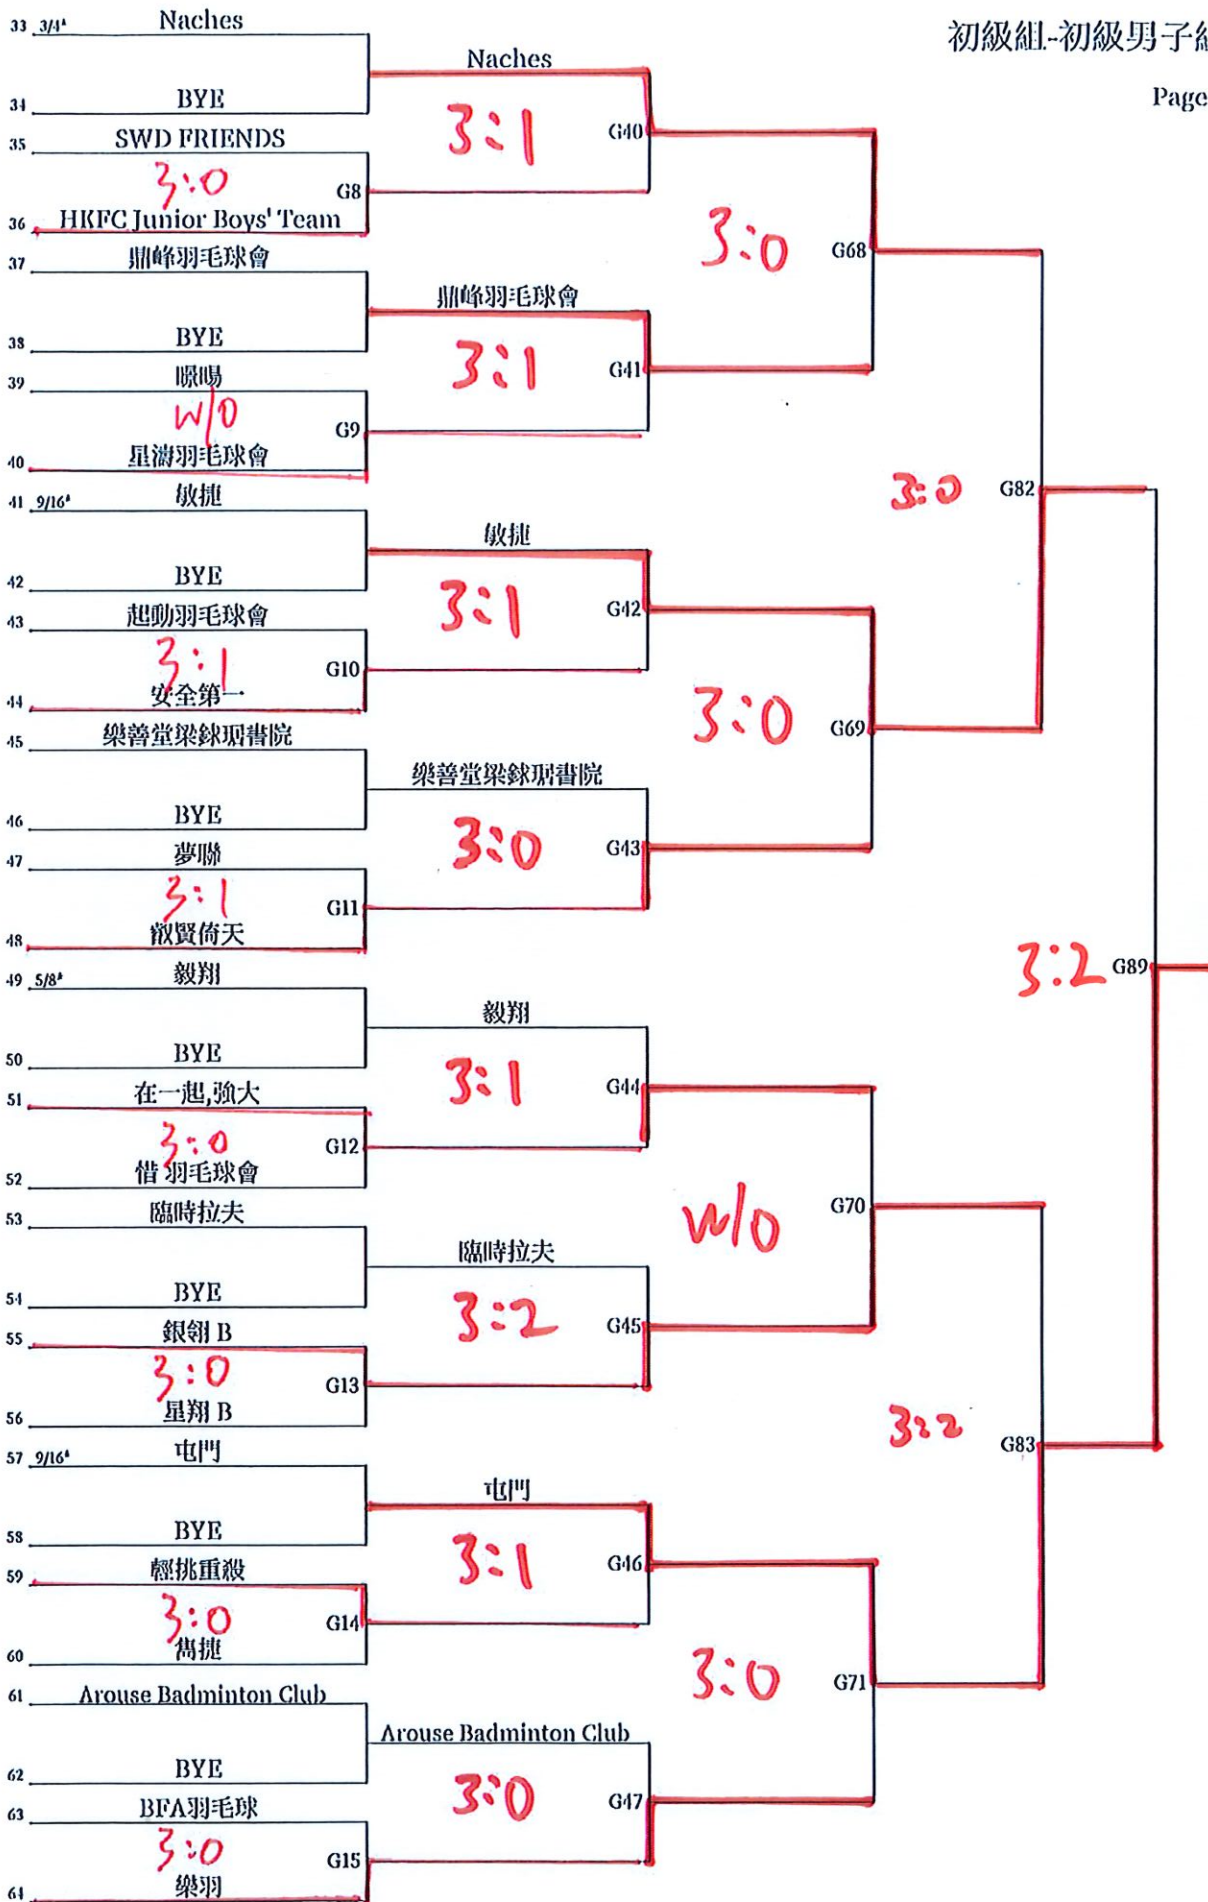 初級組-初級男子組
Page
33 3/4* Naches
Naches
34 BYE
3:1
G40
35 SWD FRIENDS
3:0
G8
36 HKFC Junior Boys' Team
3:0
G68
37 鼎峰羽毛球會
鼎峰羽毛球會
38 BYE
3:1
G41
39 暻暘
W/O
G9
40 星濤羽毛球會
3:0
G82
41 9/16* 敏捷
敏捷
42 BYE
3:1
G42
43 起動羽毛球會
3:1
G10
44 安全第一
3:0
G69
45 樂善堂梁銶琚書院
樂善堂梁銶琚書院
46 BYE
3:0
G43
47 夢聯
3:1
G11
48 叡賢倚天
3:2
G89
49 5/8* 毅翔
毅翔
50 BYE
3:1
G44
51 在一起,強大
3:0
G12
52 惜 羽毛球會
W/O
G70
53 臨時拉夫
臨時拉夫
54 BYE
3:2
G45
55 銀翎 B
3:0
G13
56 星翔 B
3:2
G83
57 9/16* 屯門
屯門
58 BYE
3:1
G46
59 輕挑重殺
3:0
G14
60 雋捷
3:0
G71
61 Arouse Badminton Club
Arouse Badminton Club
62 BYE
3:0
G47
63 BFA羽毛球
3:0
G15
64 樂羽